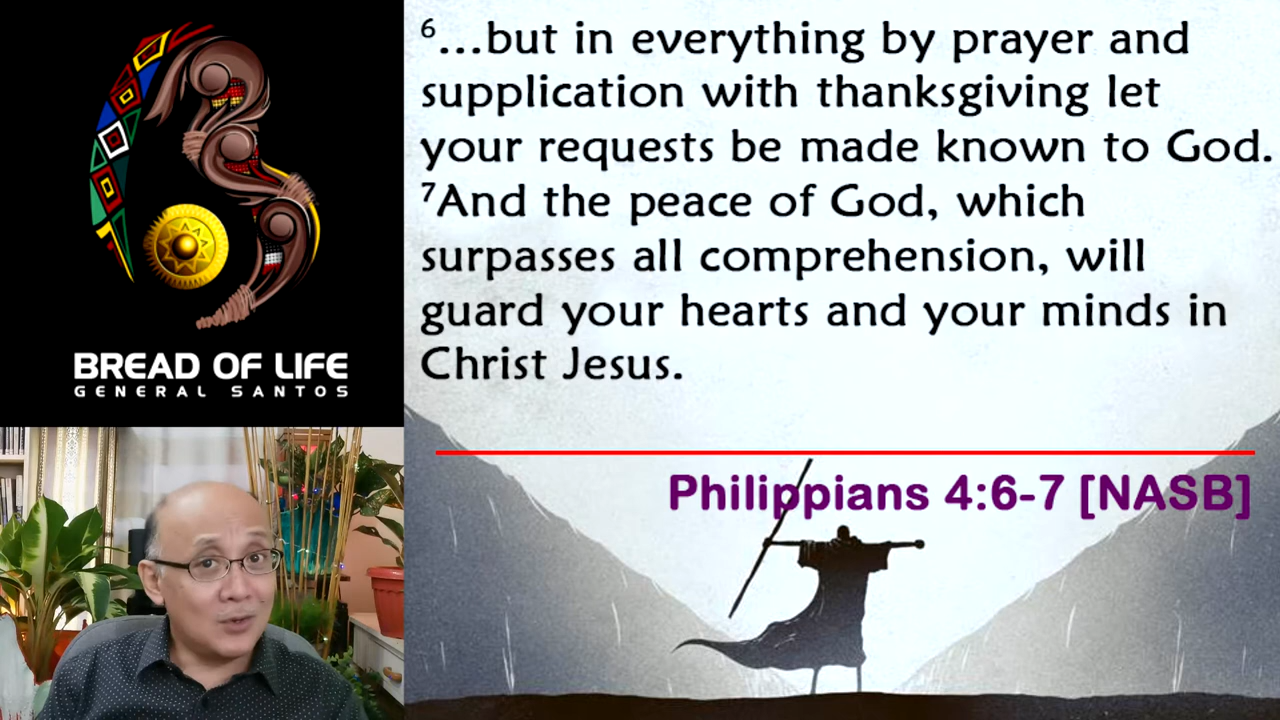 BREAD OF LIFE
GENERAL SANTOS
⁶...but in everything by prayer and
supplication with thanksgiving let
your requests be made known to God.
⁷And the peace of God, which
surpasses all comprehension, will
guard your hearts and your minds in
Christ Jesus.
Philippians 4:6-7 [NASB]